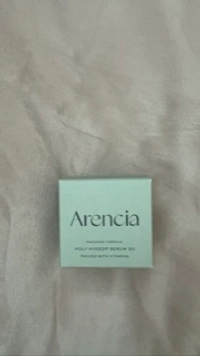 Arencia
HOLY HYSSOP SERUM 30
PACKED WITH VITAMINS